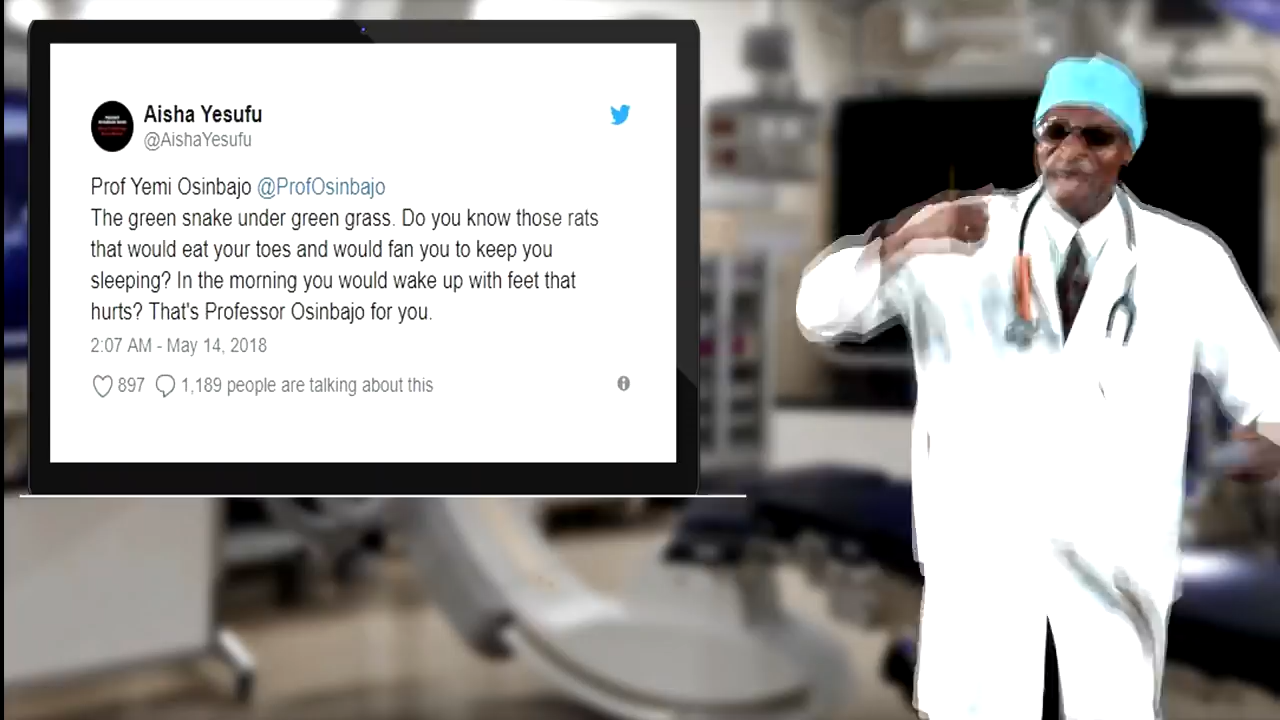 Aisha Yesufu
@AishaYesufu
Prof Yemi Osinbajo @ProfOsinbajo
The green snake under green grass. Do you know those rats
that would eat your toes and would fan you to keep you
sleeping? In the morning you would wake up with feet that
hurts? That's Professor Osinbajo for you.
2:07 AM - May 14, 2018
897 1,189 people are talking about this